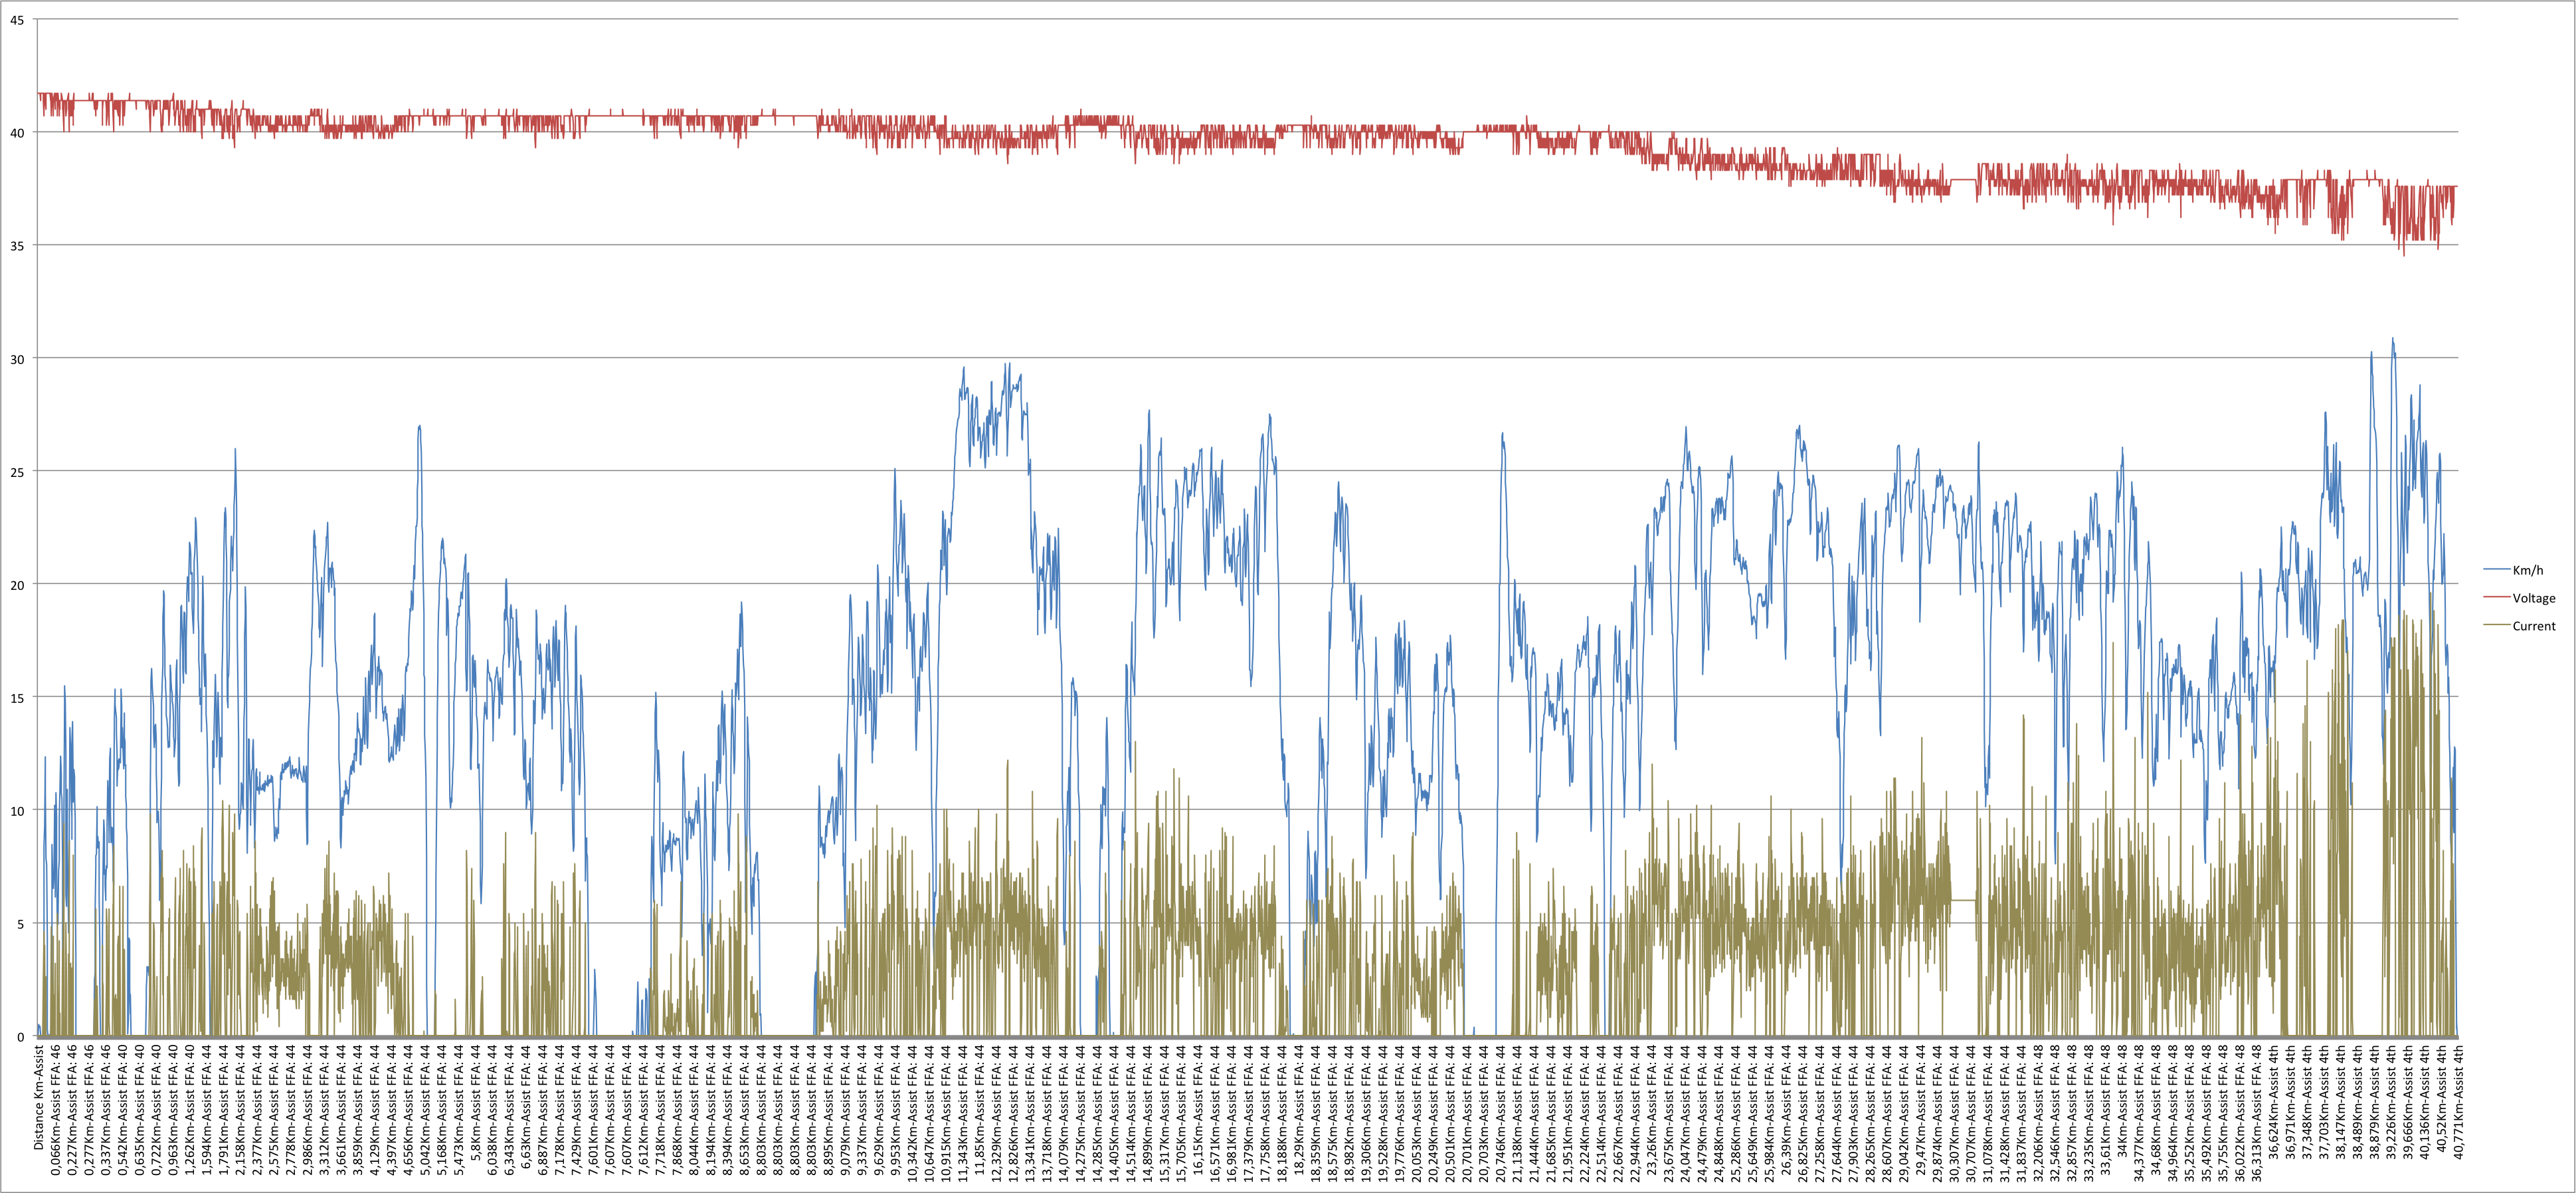 45
40
35
30
25
20
15
10
5
0
Km/h
Voltage
Current
Distance Km-Assist
0,066Km-Assist FFA: 46
0,227Km-Assist FFA: 46
0,277Km-Assist FFA: 46
0,337Km-Assist FFA: 46
0,542Km-Assist FFA: 40
0,635Km-Assist FFA: 40
0,722Km-Assist FFA: 40
0,963Km-Assist FFA: 40
1,262Km-Assist FFA: 40
1,594Km-Assist FFA: 44
1,791Km-Assist FFA: 44
2,158Km-Assist FFA: 44
2,377Km-Assist FFA: 44
2,575Km-Assist FFA: 44
2,778Km-Assist FFA: 44
2,986Km-Assist FFA: 44
3,312Km-Assist FFA: 44
3,661Km-Assist FFA: 44
3,859Km-Assist FFA: 44
4,129Km-Assist FFA: 44
4,397Km-Assist FFA: 44
4,656Km-Assist FFA: 44
5,042Km-Assist FFA: 44
5,168Km-Assist FFA: 44
5,473Km-Assist FFA: 44
5,8Km-Assist FFA: 44
6,038Km-Assist FFA: 44
6,343Km-Assist FFA: 44
6,63Km-Assist FFA: 44
6,887Km-Assist FFA: 44
7,178Km-Assist FFA: 44
7,429Km-Assist FFA: 44
7,601Km-Assist FFA: 44
7,607Km-Assist FFA: 44
7,607Km-Assist FFA: 44
7,612Km-Assist FFA: 44
7,718Km-Assist FFA: 44
7,868Km-Assist FFA: 44
8,044Km-Assist FFA: 44
8,194Km-Assist FFA: 44
8,394Km-Assist FFA: 44
8,653Km-Assist FFA: 44
8,803Km-Assist FFA: 44
8,803Km-Assist FFA: 44
8,803Km-Assist FFA: 44
8,803Km-Assist FFA: 44
8,895Km-Assist FFA: 44
9,079Km-Assist FFA: 44
9,337Km-Assist FFA: 44
9,629Km-Assist FFA: 44
9,953Km-Assist FFA: 44
10,342Km-Assist FFA: 44
10,647Km-Assist FFA: 44
10,915Km-Assist FFA: 44
11,343Km-Assist FFA: 44
11,85Km-Assist FFA: 44
12,329Km-Assist FFA: 44
12,826Km-Assist FFA: 44
13,341Km-Assist FFA: 44
13,718Km-Assist FFA: 44
14,079Km-Assist FFA: 44
14,275Km-Assist FFA: 44
14,285Km-Assist FFA: 44
14,405Km-Assist FFA: 44
14,514Km-Assist FFA: 44
14,899Km-Assist FFA: 44
15,317Km-Assist FFA: 44
15,705Km-Assist FFA: 44
16,15Km-Assist FFA: 44
16,571Km-Assist FFA: 44
16,981Km-Assist FFA: 44
17,379Km-Assist FFA: 44
17,758Km-Assist FFA: 44
18,188Km-Assist FFA: 44
18,29Km-Assist FFA: 44
18,359Km-Assist FFA: 44
18,575Km-Assist FFA: 44
18,982Km-Assist FFA: 44
19,306Km-Assist FFA: 44
19,528Km-Assist FFA: 44
19,776Km-Assist FFA: 44
20,053Km-Assist FFA: 44
20,249Km-Assist FFA: 44
20,501Km-Assist FFA: 44
20,701Km-Assist FFA: 44
20,703Km-Assist FFA: 44
20,746Km-Assist FFA: 44
21,138Km-Assist FFA: 44
21,444Km-Assist FFA: 44
21,685Km-Assist FFA: 44
21,951Km-Assist FFA: 44
22,224Km-Assist FFA: 44
22,514Km-Assist FFA: 44
22,667Km-Assist FFA: 44
22,944Km-Assist FFA: 44
23,26Km-Assist FFA: 44
23,675Km-Assist FFA: 44
24,047Km-Assist FFA: 44
24,479Km-Assist FFA: 44
24,848Km-Assist FFA: 44
25,286Km-Assist FFA: 44
25,649Km-Assist FFA: 44
25,984Km-Assist FFA: 44
26,39Km-Assist FFA: 44
26,825Km-Assist FFA: 44
27,258Km-Assist FFA: 44
27,644Km-Assist FFA: 44
27,903Km-Assist FFA: 44
28,265Km-Assist FFA: 44
28,607Km-Assist FFA: 44
29,042Km-Assist FFA: 44
29,47Km-Assist FFA: 44
29,874Km-Assist FFA: 44
30,307Km-Assist FFA: 44
30,707Km-Assist FFA: 44
31,078Km-Assist FFA: 44
31,428Km-Assist FFA: 44
31,837Km-Assist FFA: 44
32,206Km-Assist FFA: 48
32,546Km-Assist FFA: 48
32,857Km-Assist FFA: 48
33,235Km-Assist FFA: 48
33,61Km-Assist FFA: 48
34Km-Assist FFA: 48
34,377Km-Assist FFA: 48
34,68Km-Assist FFA: 48
34,964Km-Assist FFA: 48
35,252Km-Assist FFA: 48
35,492Km-Assist FFA: 48
35,755Km-Assist FFA: 48
36,022Km-Assist FFA: 48
36,313Km-Assist FFA: 48
36,624Km-Assist 4th
36,971Km-Assist 4th
37,348Km-Assist 4th
37,703Km-Assist 4th
38,147Km-Assist 4th
38,489Km-Assist 4th
38,879Km-Assist 4th
39,226Km-Assist 4th
39,666Km-Assist 4th
40,136Km-Assist 4th
40,52Km-Assist 4th
40,771Km-Assist 4th